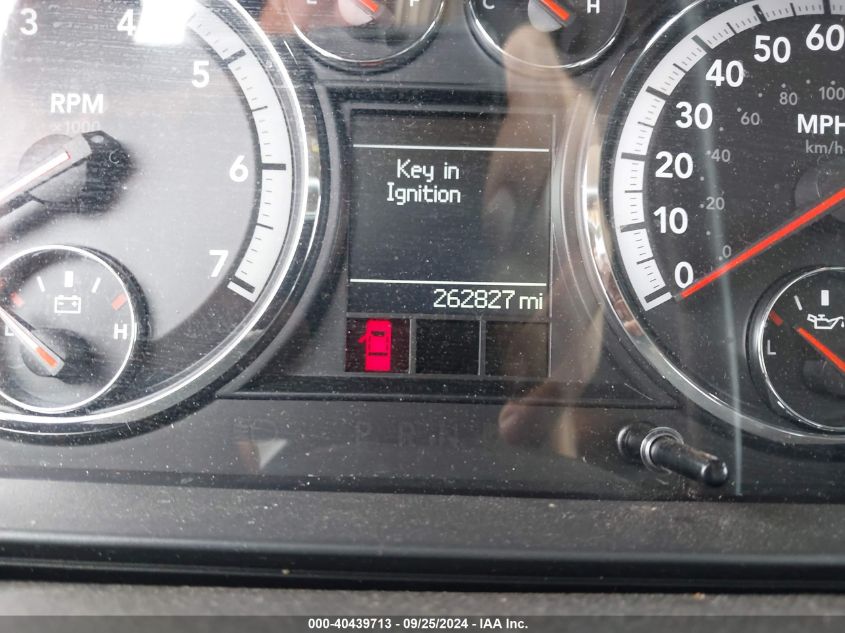 E F C H
3 4 5 6 7
RPM
x1000
Key in
Ignition
262827 mi
0 10 20 30 40 50 60
0 20 40 60 80 100
MPH
km/h
L H
L
P R N
000-40439713 - 09/25/2024 - IAA Inc.